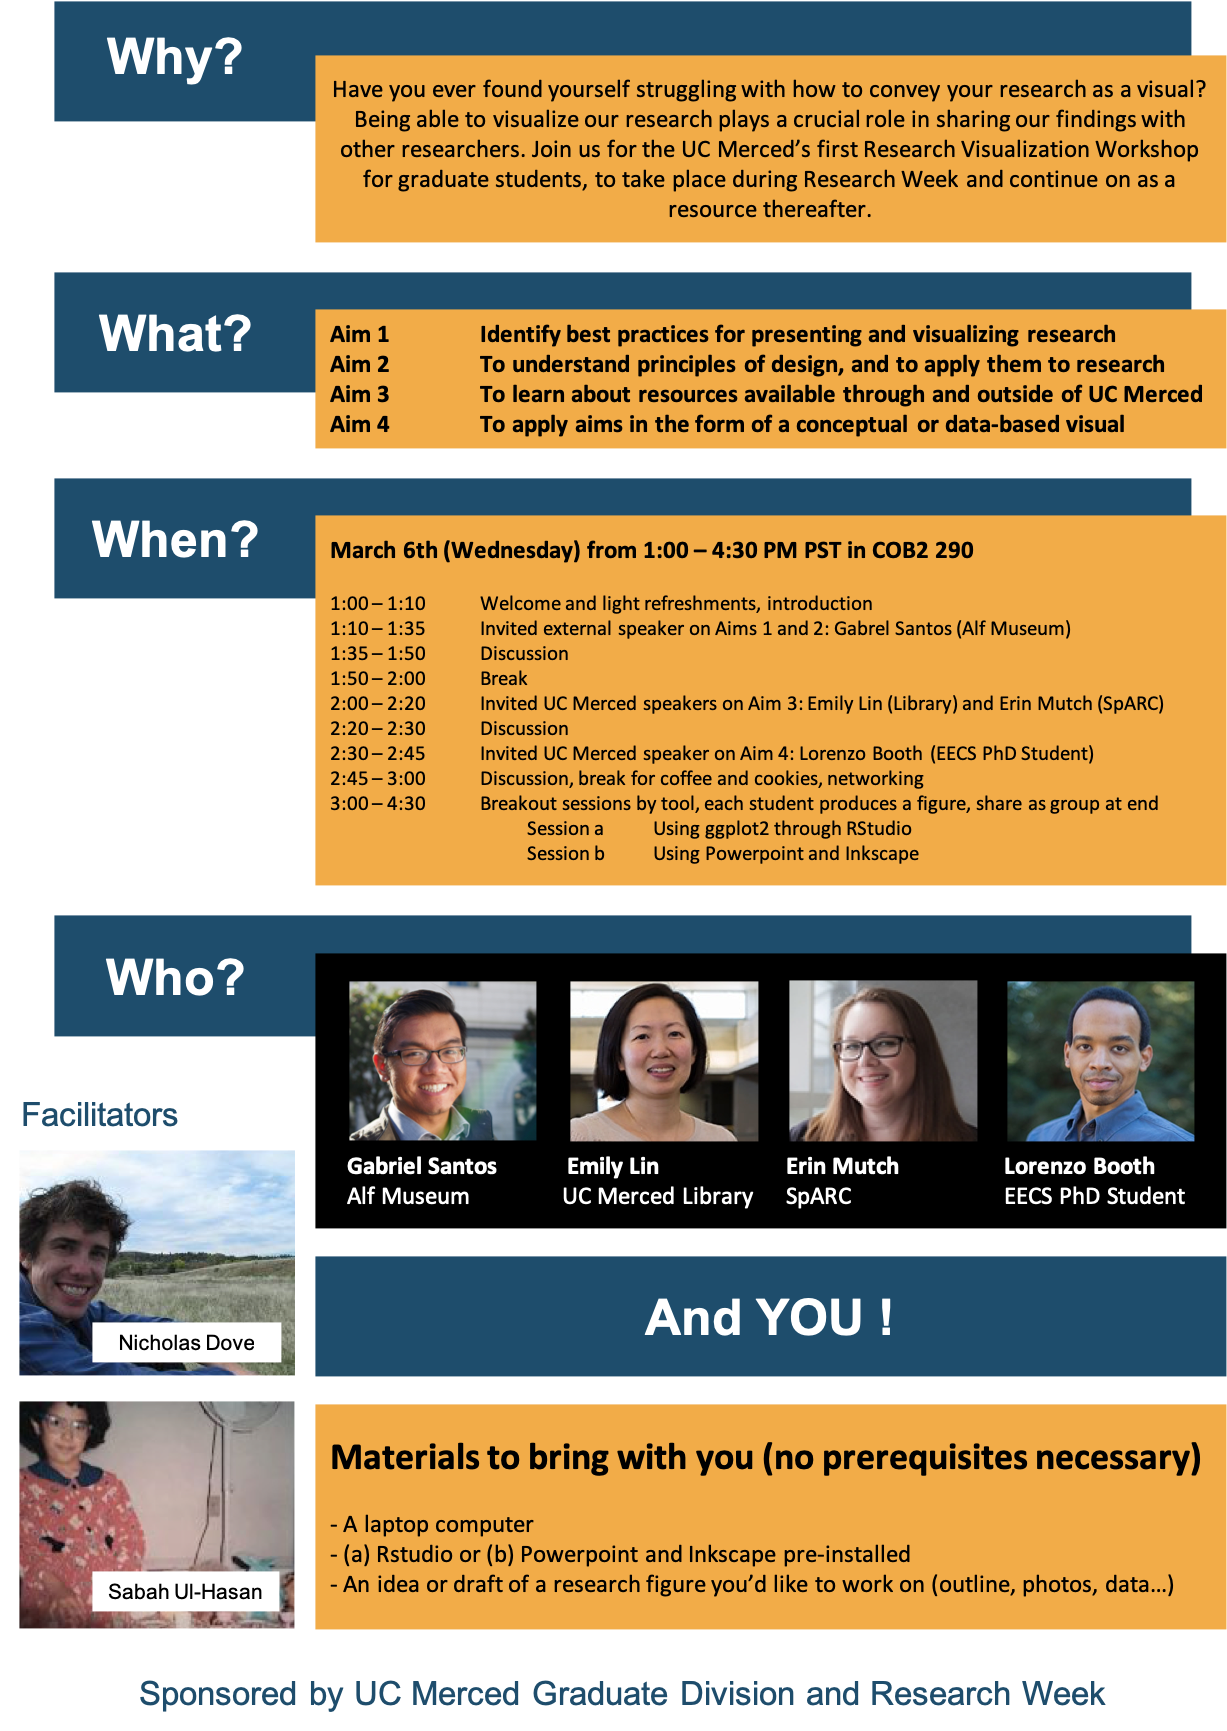 Why?
Have you ever found yourself struggling with how to convey your research as a visual?
Being able to visualize our research plays a crucial role in sharing our findings with
other researchers. Join us for the UC Merced’s first Research Visualization Workshop
for graduate students, to take place during Research Week and continue on as a
resource thereafter.
What?
Aim 1 Identify best practices for presenting and visualizing research
Aim 2 To understand principles of design, and to apply them to research
Aim 3 To learn about resources available through and outside of UC Merced
Aim 4 To apply aims in the form of a conceptual or data-based visual
When?
March 6th (Wednesday) from 1:00 – 4:30 PM PST in COB2 290
1:00 – 1:10 Welcome and light refreshments, introduction
1:10 – 1:35 Invited external speaker on Aims 1 and 2: Gabrel Santos (Alf Museum)
1:35 – 1:50 Discussion
1:50 – 2:00 Break
2:00 – 2:20 Invited UC Merced speakers on Aim 3: Emily Lin (Library) and Erin Mutch (SpARC)
2:20 – 2:30 Discussion
2:30 – 2:45 Invited UC Merced speaker on Aim 4: Lorenzo Booth (EECS PhD Student)
2:45 – 3:00 Discussion, break for coffee and cookies, networking
3:00 – 4:30 Breakout sessions by tool, each student produces a figure, share as group at end
Session a Using ggplot2 through RStudio
Session b Using Powerpoint and Inkscape
Who?
Gabriel Santos
Alf Museum
Emily Lin
UC Merced Library
Erin Mutch
SpARC
Lorenzo Booth
EECS PhD Student
Facilitators
Nicholas Dove
Sabah Ul-Hasan
And YOU !
Materials to bring with you (no prerequisites necessary)
- A laptop computer
- (a) Rstudio or (b) Powerpoint and Inkscape pre-installed
- An idea or draft of a research figure you’d like to work on (outline, photos, data…)
Sponsored by UC Merced Graduate Division and Research Week